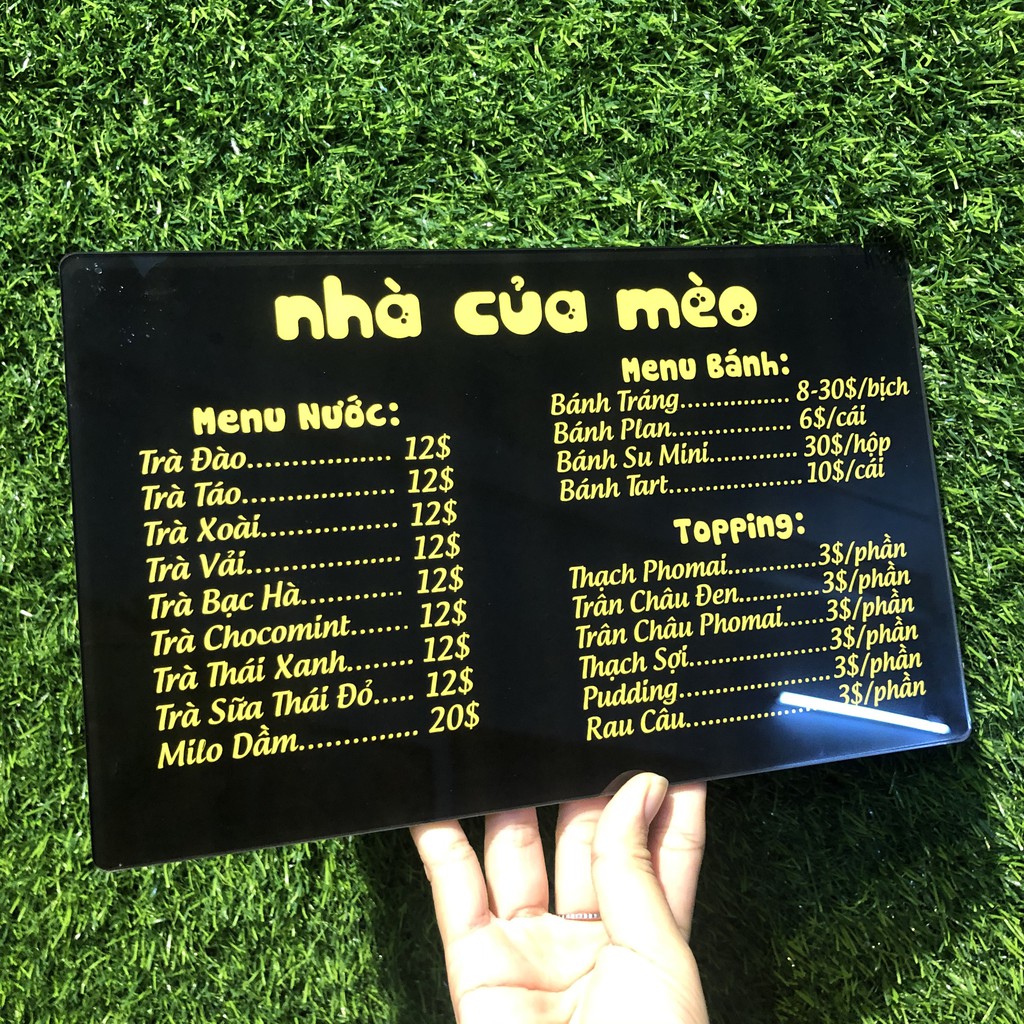 nhà của mèo
Menu Nước:
Trà Đào................ 12$
Trà Táo................. 12$
Trà Xoài............... 12$
Trà Vải................. 12$
Trà Bạc Hà........... 12$
Trà Chocomint....... 12$
Trà Thái Xanh........ 12$
Trà Sữa Thái Đỏ..... 12$
Milo Dầm............. 20$
Menu Bánh:
Bánh Tráng................ 8-30$/bịch
Bánh Plan.................. 6$/cái
Bánh Su Mini............. 30$/hộp
Bánh Tart.................... 10$/cái
Topping:
Thạch Phomai.............3$/phần
Trân Châu Đen............3$/phần
Trân Châu Phomai......3$/phần
Thạch Sợi....................3$/phần
Pudding......................3$/phần
Rau Câu..................... 3$/phần